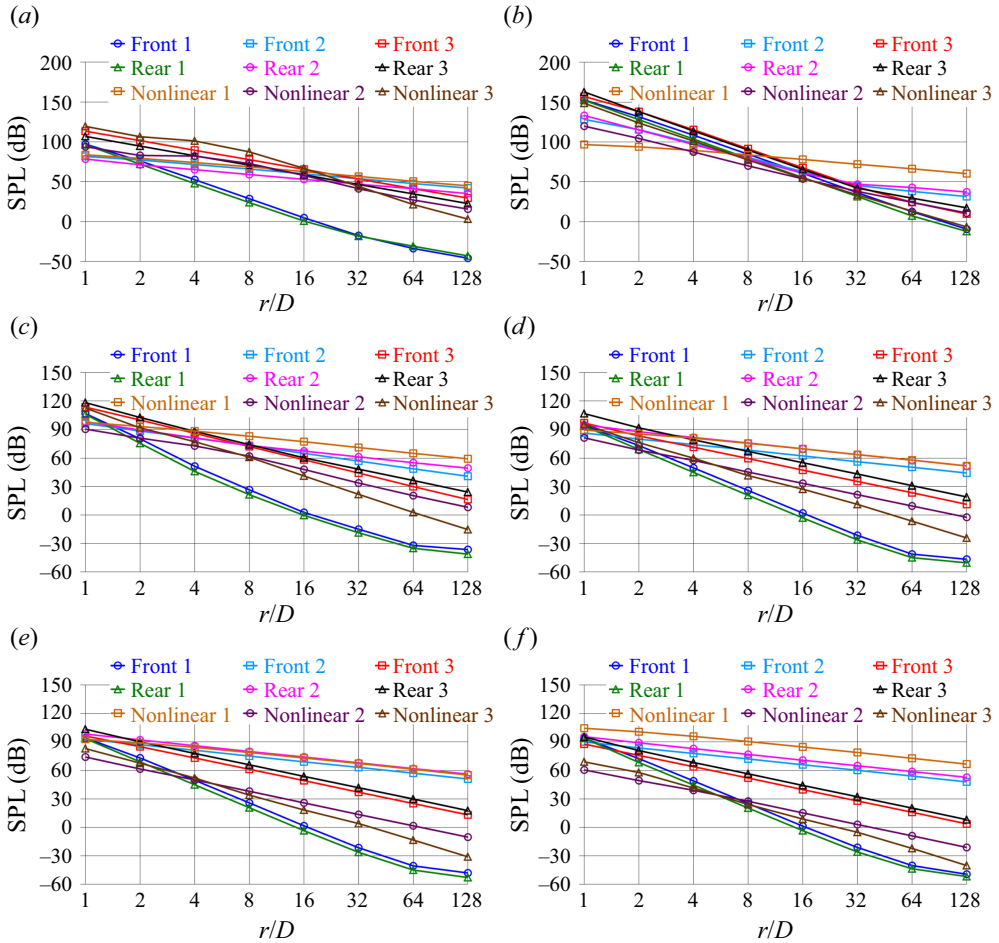 (a)
Front 1 Front 2 Front 3
Rear 1 Rear 2 Rear 3
Nonlinear 1 Nonlinear 2 Nonlinear 3
SPL (dB)
200
150
100
50
0
–50
1 2 4 8 16 32 64 128
r/D
(b)
Front 1 Front 2 Front 3
Rear 1 Rear 2 Rear 3
Nonlinear 1 Nonlinear 2 Nonlinear 3
SPL (dB)
200
150
100
50
0
–50
1 2 4 8 16 32 64 128
r/D
(c)
Front 1 Front 2 Front 3
Rear 1 Rear 2 Rear 3
Nonlinear 1 Nonlinear 2 Nonlinear 3
SPL (dB)
150
120
90
60
30
0
–30
–60
1 2 4 8 16 32 64 128
r/D
(d)
Front 1 Front 2 Front 3
Rear 1 Rear 2 Rear 3
Nonlinear 1 Nonlinear 2 Nonlinear 3
SPL (dB)
150
120
90
60
30
0
–30
–60
1 2 4 8 16 32 64 128
r/D
(e)
Front 1 Front 2 Front 3
Rear 1 Rear 2 Rear 3
Nonlinear 1 Nonlinear 2 Nonlinear 3
SPL (dB)
150
120
90
60
30
0
–30
–60
1 2 4 8 16 32 64 128
r/D
(f)
Front 1 Front 2 Front 3
Rear 1 Rear 2 Rear 3
Nonlinear 1 Nonlinear 2 Nonlinear 3
SPL (dB)
150
120
90
60
30
0
–30
–60
1 2 4 8 16 32 64 128
r/D